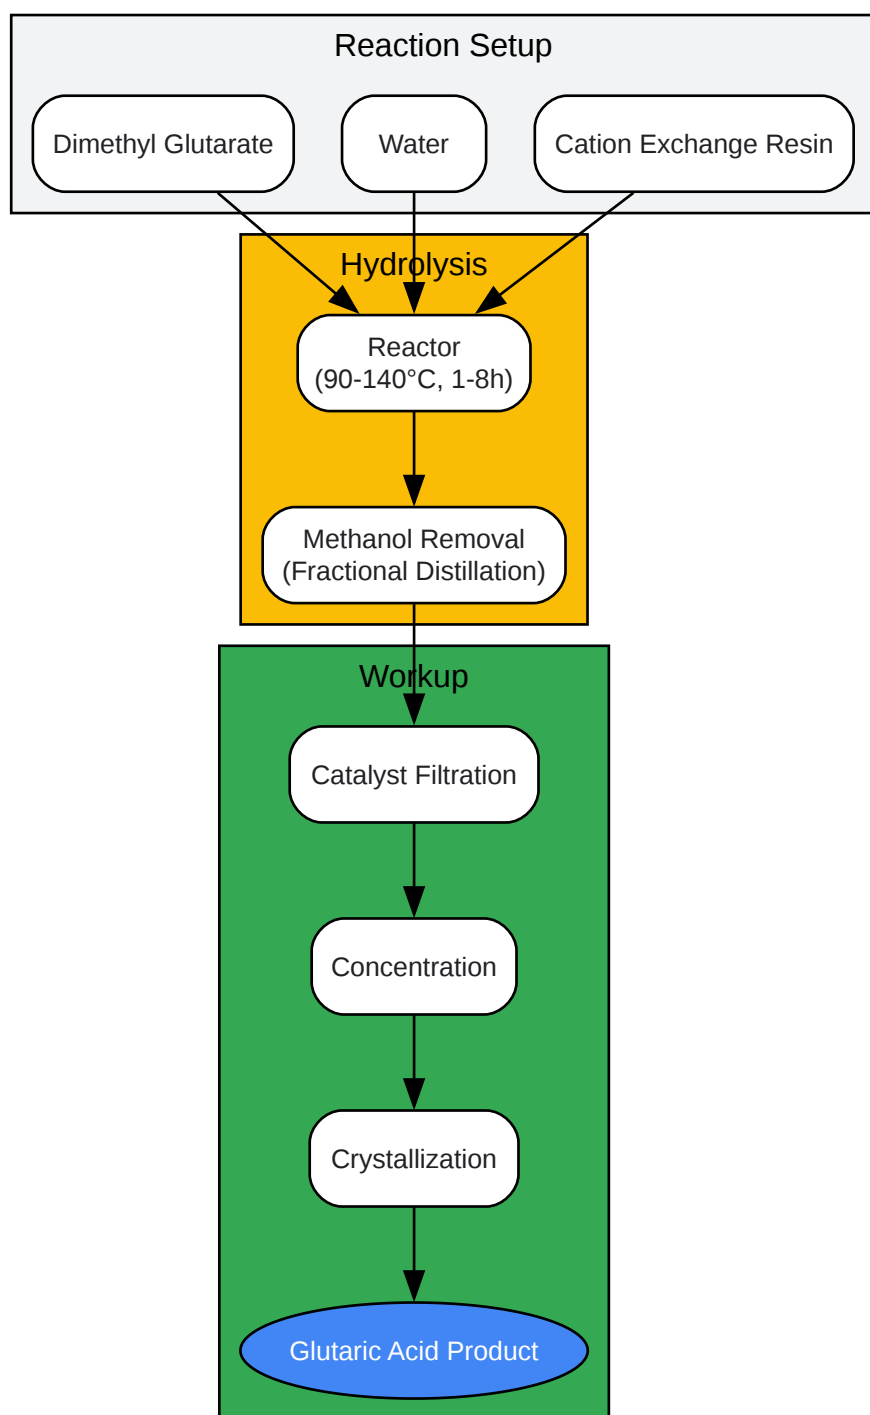 Reaction Setup
Dimethyl Glutarate
Water
Cation Exchange Resin
Hydrolysis
Reactor
(90-140°C, 1-8h)
Methanol Removal
(Fractional Distillation)
Workup
Catalyst Filtration
Concentration
Crystallization
Glutaric Acid Product